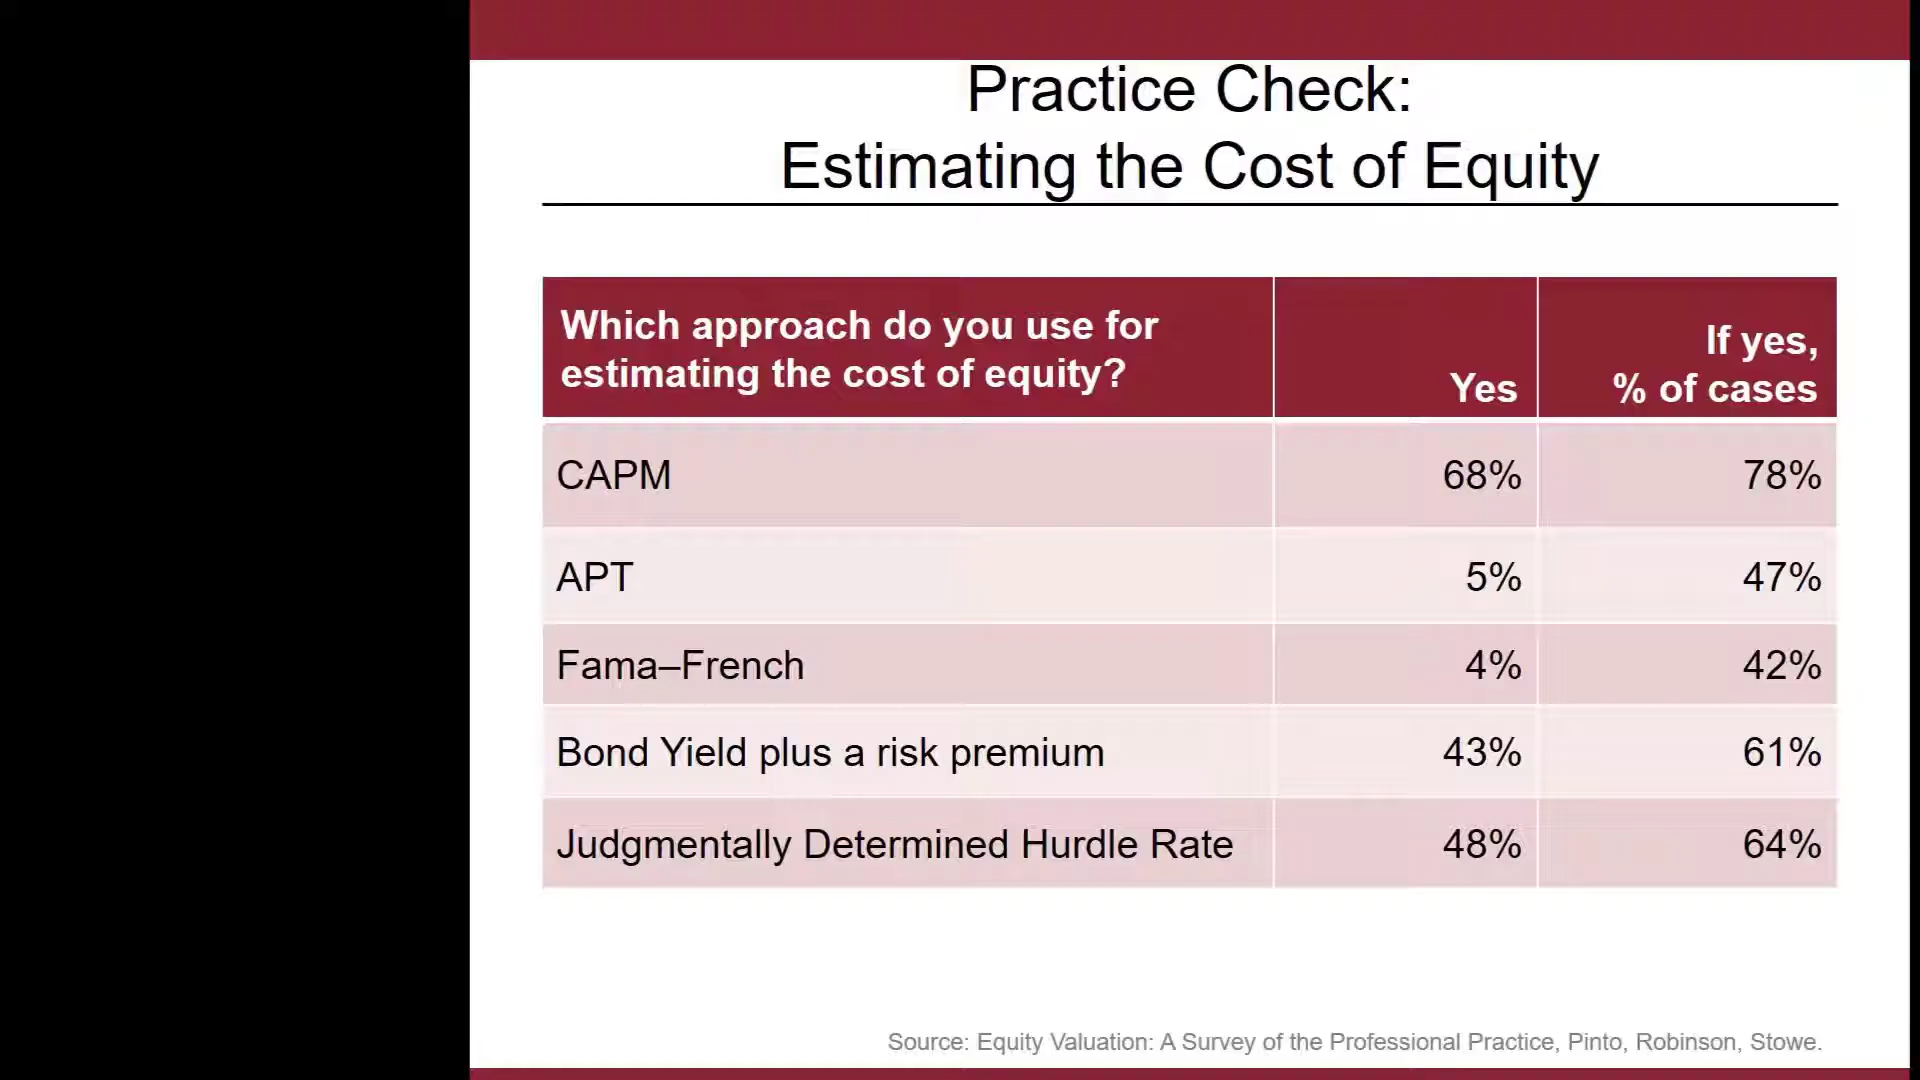 Practice Check:
Estimating the Cost of Equity
Which approach do you use for
estimating the cost of equity?
Yes
If yes,
% of cases
CAPM 68% 78%
APT 5% 47%
Fama–French 4% 42%
Bond Yield plus a risk premium 43% 61%
Judgmentally Determined Hurdle Rate 48% 64%
Source: Equity Valuation: A Survey of the Professional Practice, Pinto, Robinson, Stowe.